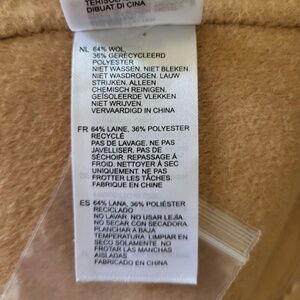 DIBUAT DI CINA
NL 64% WOL,
36% GERECYCLEERD
POLYESTER
NIET WASSEN. NIET BLEKEN.
NIET WASDROGEN. LAUW
STRIJKEN. ALLEEN
CHEMISCH REINIGEN.
GEÏSOLEERDE VLEKKEN
NIET WRIJVEN.
VERVAARDIGD IN CHINA
FR 64% LAINE, 36% POLYESTER
RECYCLÉ
PAS DE LAVAGE. NE PAS
JAVELLISER. PAS DE
SÉCHOIR. REPASSAGE À
FROID. NETTOYER À SEC
UNIQUEMENT. NE PAS
FROTTER LES TÂCHES.
FABRIQUE EN CHINE
ES 64% LANA, 36% POLIÉSTER
RECICLADO
NO LAVAR. NO USAR LEJÍA.
NO SECAR CON SECADORA.
PLANCHAR A BAJA
TEMPERATURA. LIMPIAR EN
SECO SOLAMENTE. NO
FROTAR LAS MANCHAS
AISLADAS
FABRICADO EN CHINA